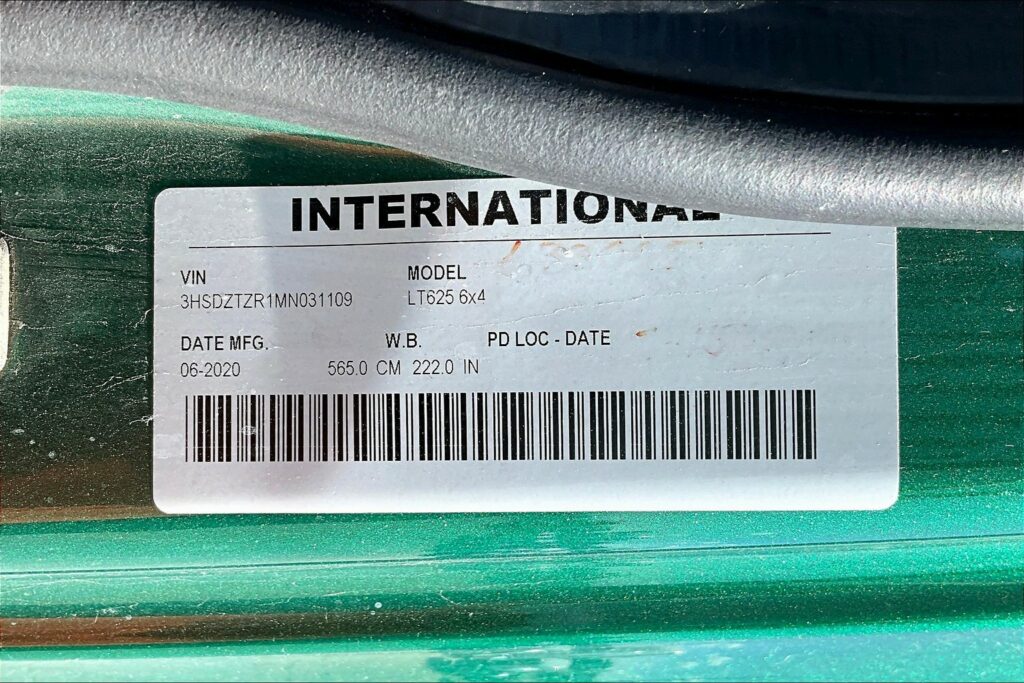 INTERNATIONAL
VIN MODEL
3HSDZTZR1MN031109 LT625 6x4
DATE MFG. W.B. PD LOC - DATE
06-2020 565.0 CM 222.0 IN